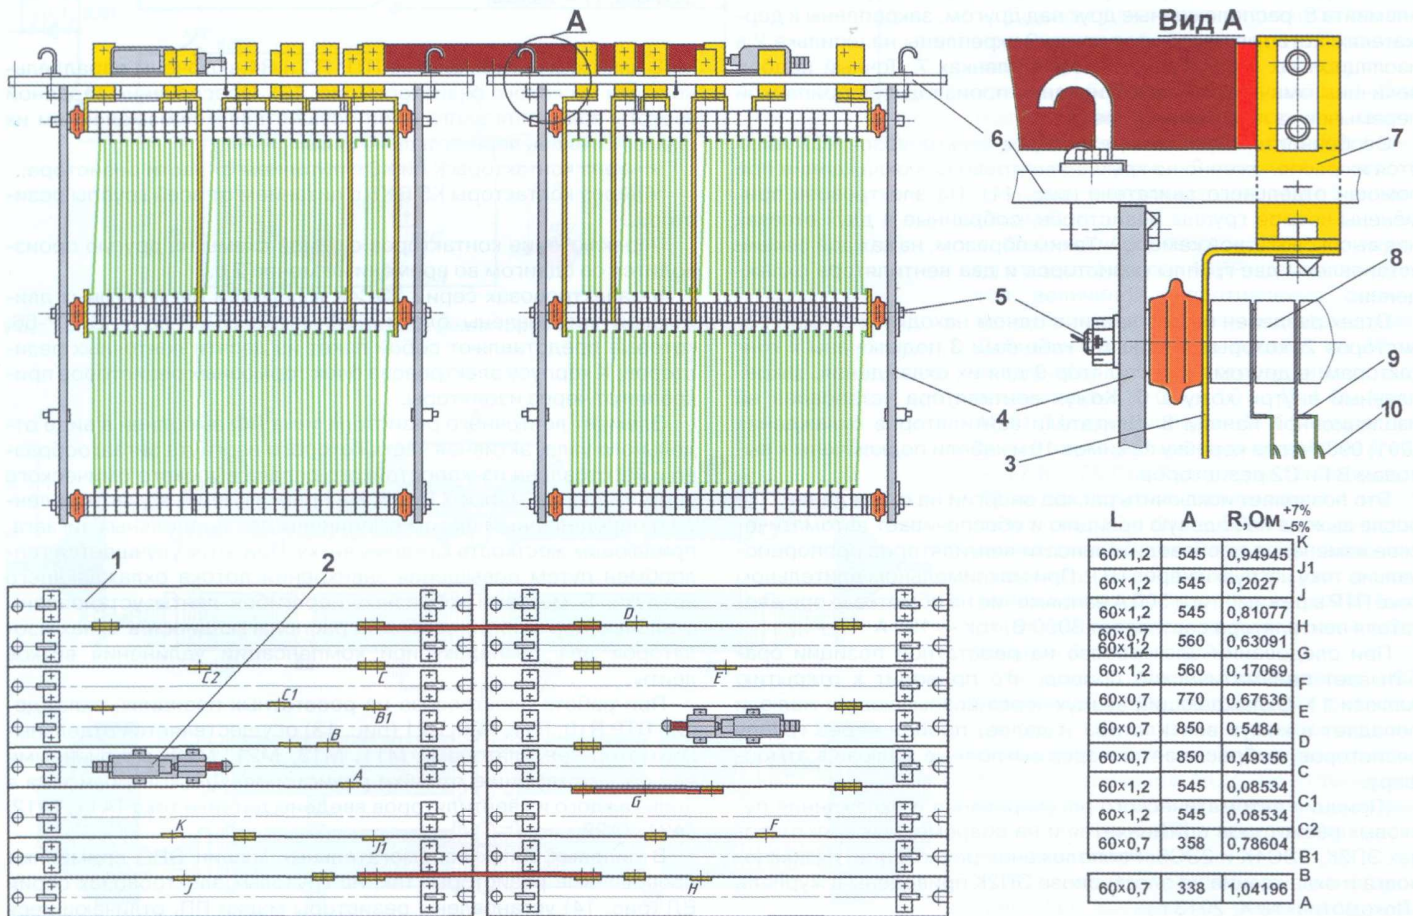 А
Вид А
6
7
8
5
9
4
10
3
L
l
R,Ом +7% −5%
K
60×1,2 545 0,94945
J1
60×1,2 545 1,2027
J
60×1,2 545 0,81077
H
60×0,7 560 0,63091
60×1,2
G
60×1,2 560 0,17069
F
60×0,7 770 0,67636
E
60×0,7 850 0,5484
D
60×0,7 850 0,49356
C
60×1,2 545 0,08534
C1
60×1,2 545 0,08534
C2
60×0,7 358 0,78604
B1
Б
60×0,7 338 1,04196
A
1
2
D
C2
C
E
C1
B1
Б
A
G
K
J1
F
J
H